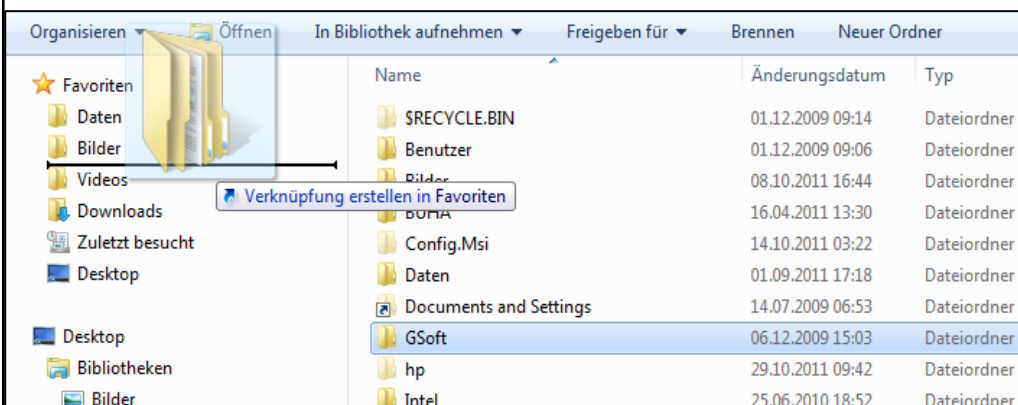 Organisieren Öffnen In Bibliothek aufnehmen Freigeben für Brennen Neuer Ordner
Name Änderungsdatum Typ
Favoriten
Daten
Bilder
Videos
Downloads
Zuletzt besucht
Desktop
Desktop
Bibliotheken
Bilder
Verknüpfung erstellen in Favoriten
$RECYCLE.BIN 01.12.2009 09:14 Dateiordner
Benutzer 01.12.2009 09:06 Dateiordner
Bilder 08.10.2011 16:44 Dateiordner
BUHA 16.04.2011 13:30 Dateiordner
Config.Msi 14.10.2011 03:22 Dateiordner
Daten 01.09.2011 17:18 Dateiordner
Documents and Settings 14.07.2009 06:53 Dateiordner
GSoft 06.12.2009 15:03 Dateiordner
hp 29.10.2011 09:42 Dateiordner
Intel 25.06.2010 18:52 Dateiordner